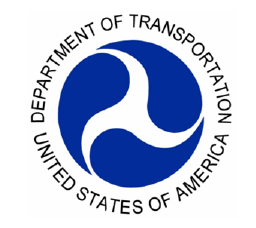 DEPARTMENT OF TRANSPORTATION
UNITED STATES OF AMERICA